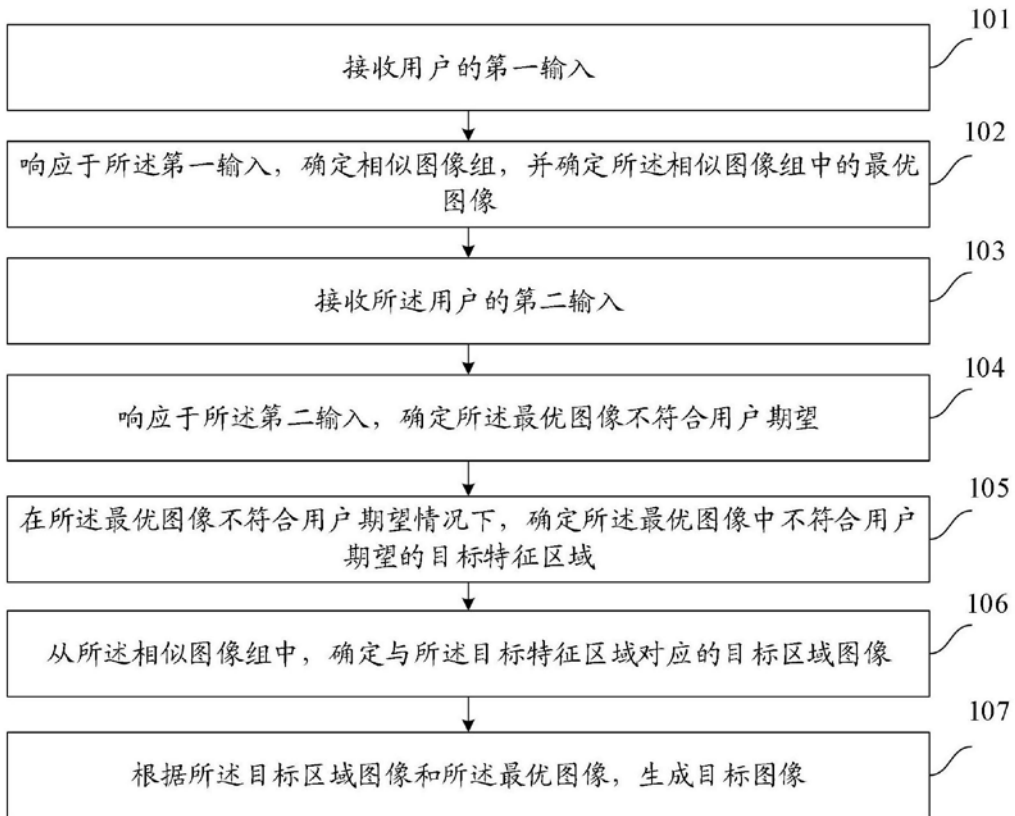 101
接收用户的第一输入
102
响应于所述第一输入，确定相似图像组，并确定所述相似图像组中的最优
图像
103
接收所述用户的第二输入
104
响应于所述第二输入，确定所述最优图像不符合用户期望
105
在所述最优图像不符合用户期望情况下，确定所述最优图像中不符合用户
期望的目标特征区域
106
从所述相似图像组中，确定与所述目标特征区域对应的目标区域图像
107
根据所述目标区域图像和所述最优图像，生成目标图像